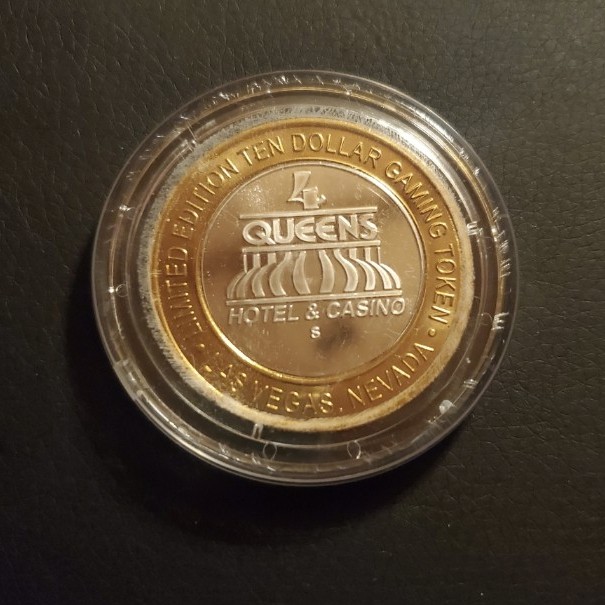 LIMITED EDITION TEN DOLLAR GAMING TOKEN •
LAS VEGAS, NEVADA •
4
QUEENS
HOTEL & CASINO
S